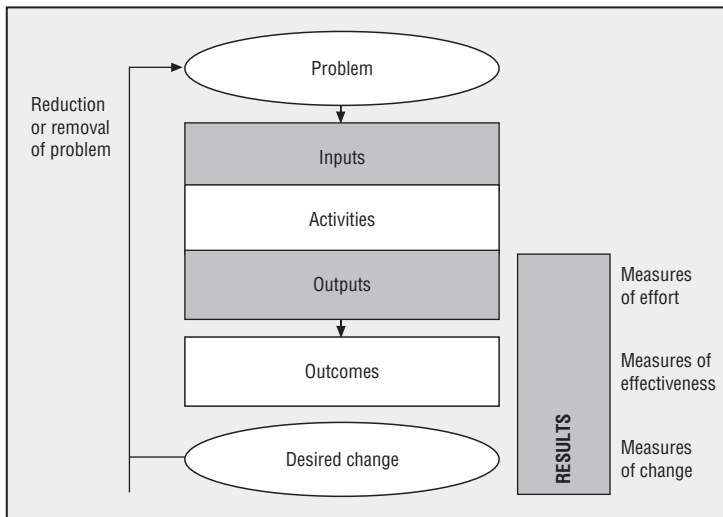 Problem
Reduction
or removal
of problem
Inputs
Activities
Outputs
Measures
of effort
Outcomes
Measures of
effectiveness
Desired change
RESULTS
Measures
of change